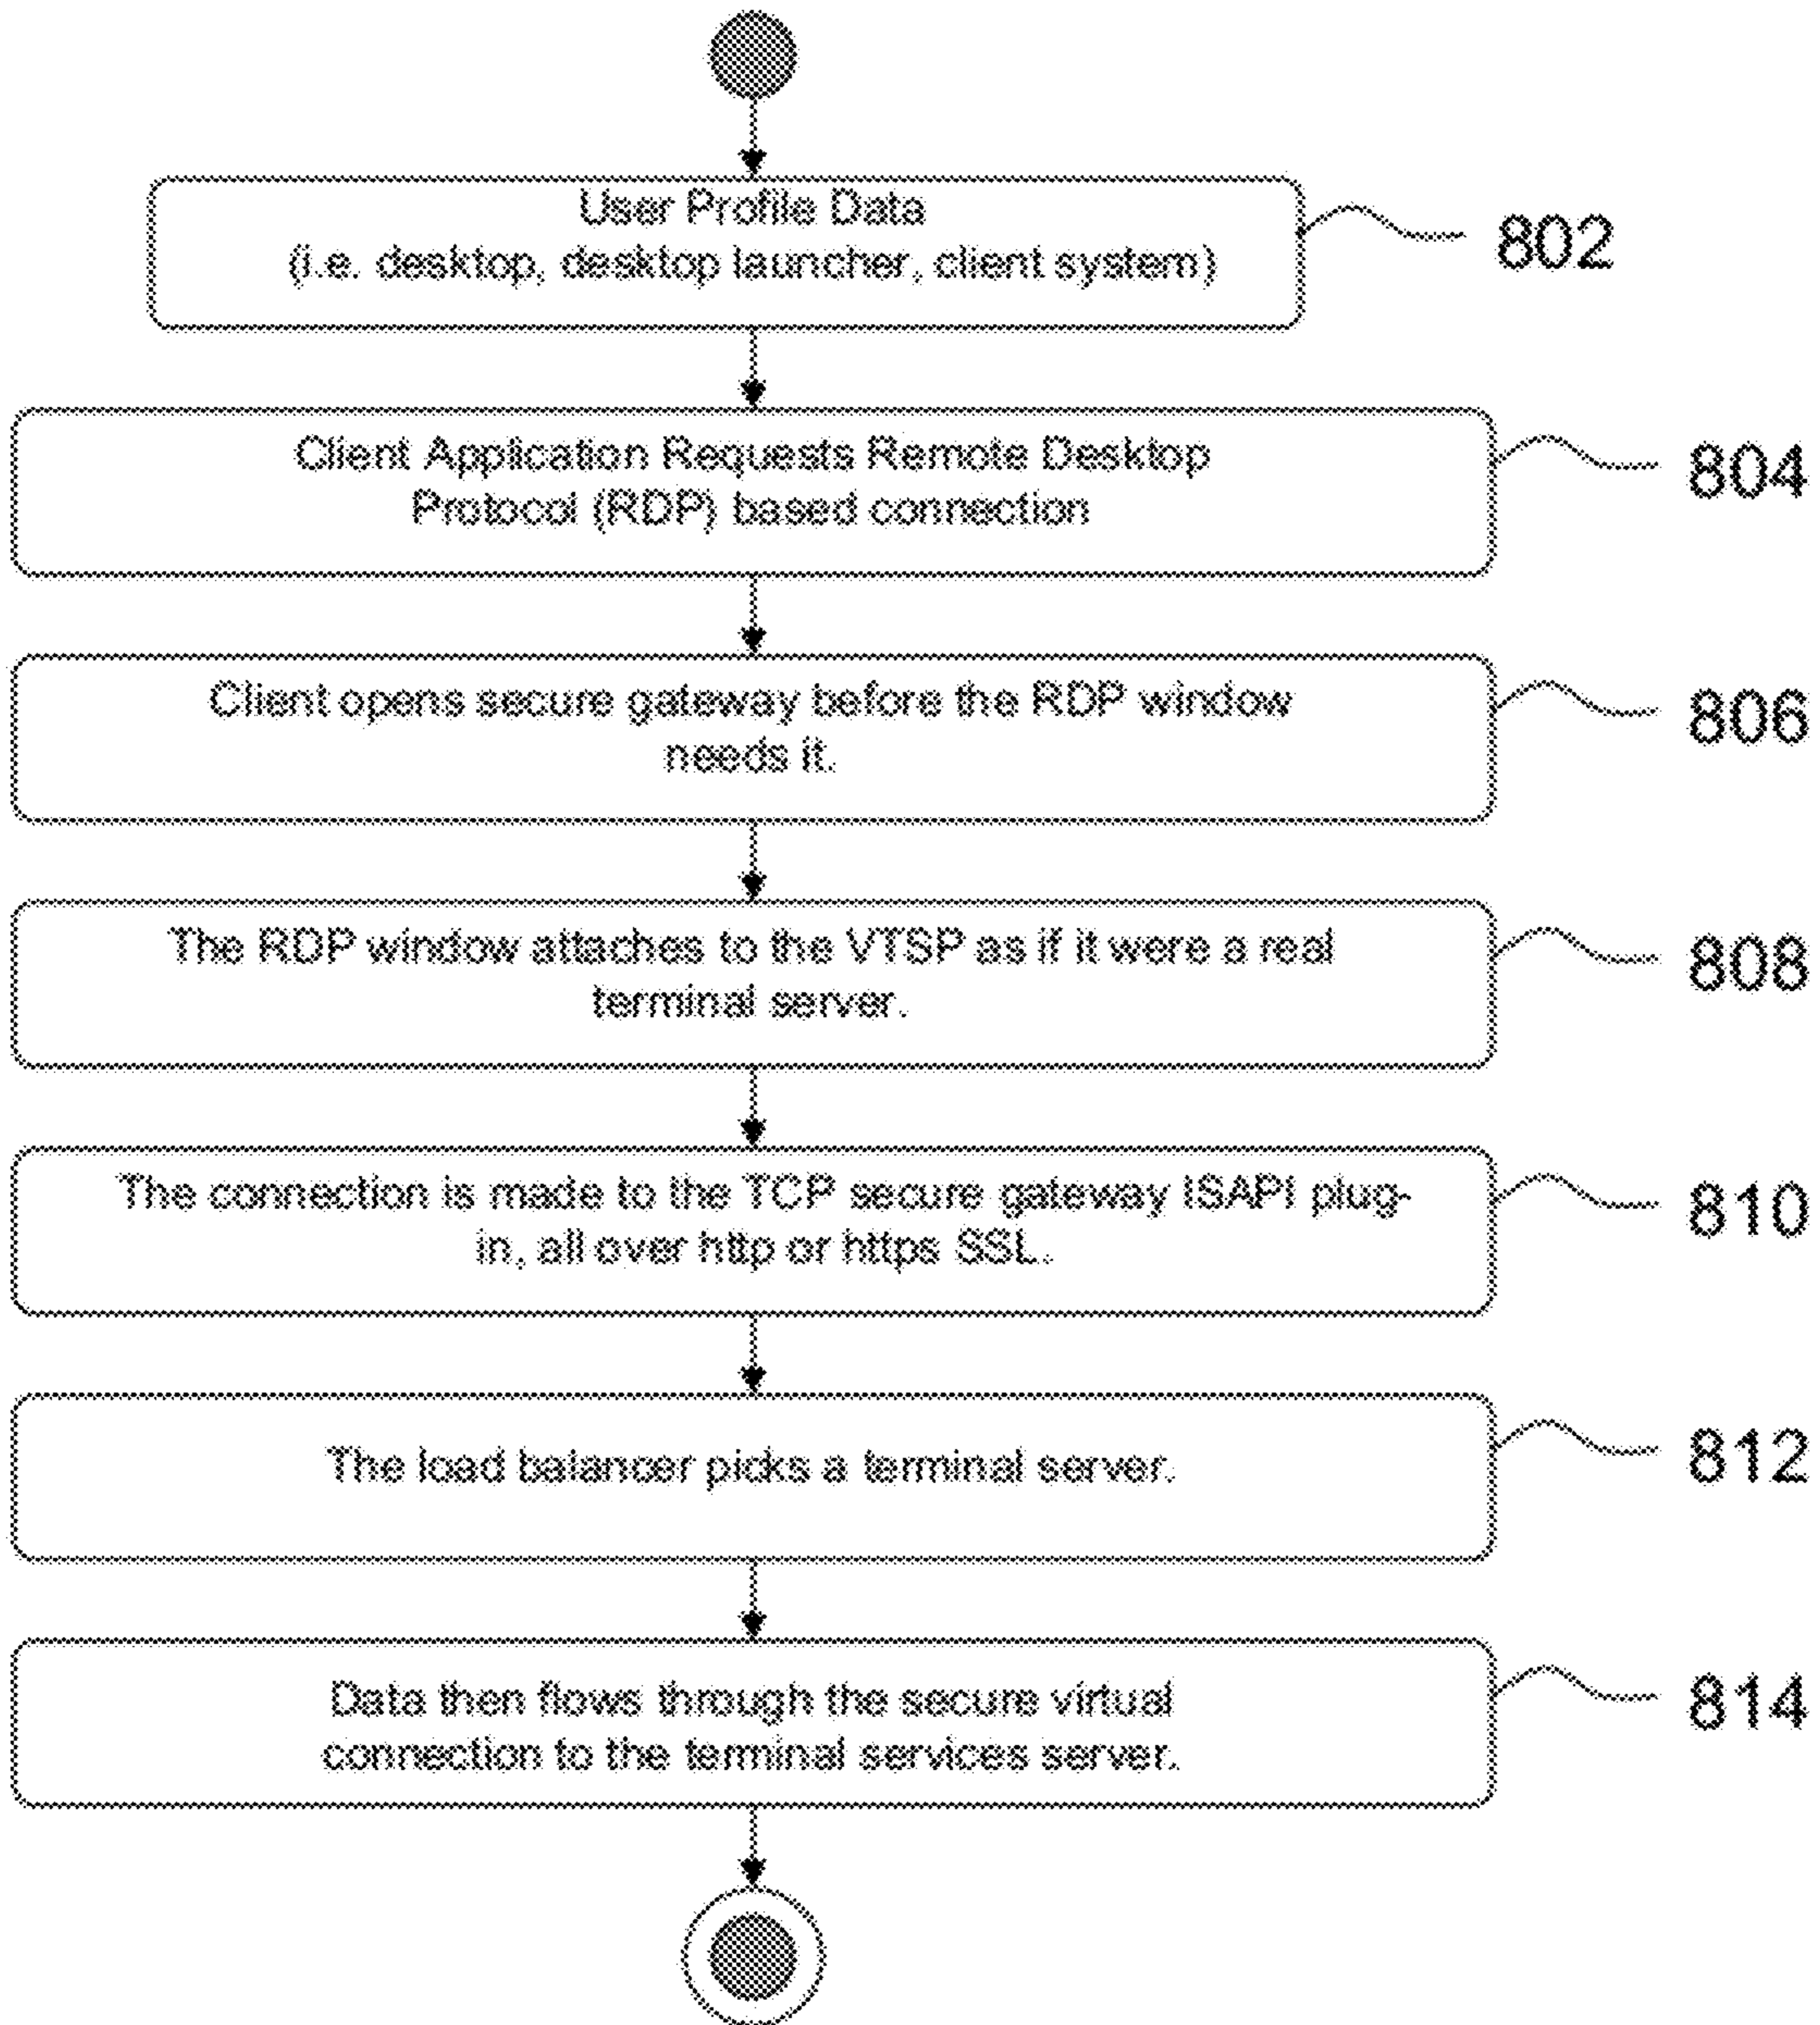 User Profile Data
(i.e. desktop, desktop launcher, client system)
802
Client Application Requests Remote Desktop
Protocol (RDP) based connection
804
Client opens secure gateway before the RDP window
needs it.
806
The RDP window attaches to the VTSP as if it were a real
terminal server.
808
The connection is made to the TCP secure gateway ISAPI plug-
in, all over http or https SSL.
810
The load balancer picks a terminal server.
812
Data then flows through the secure virtual
connection to the terminal services server.
814